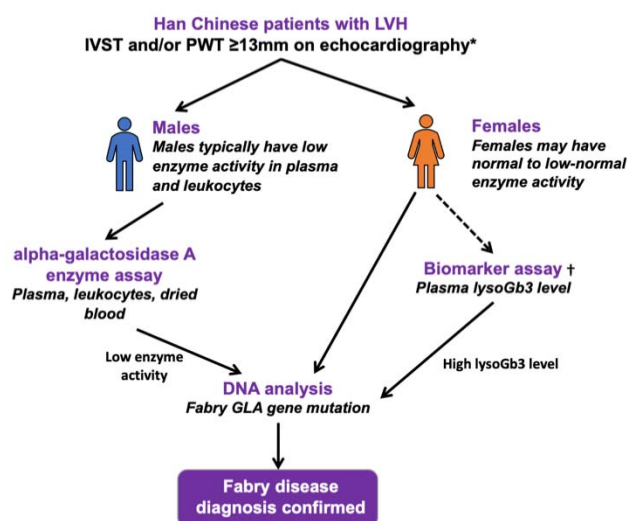 Han Chinese patients with LVH
IVST and/or PWT ≥13mm on echocardiography*
Males
Males typically have low
enzyme activity in plasma
and leukocytes
Females
Females may have
normal to low-normal
enzyme activity
alpha-galactosidase A
enzyme assay
Plasma, leukocytes, dried
blood
Biomarker assay †
Plasma lysoGb3 level
Low enzyme
activity
High lysoGb3 level
DNA analysis
Fabry GLA gene mutation
Fabry disease
diagnosis confirmed